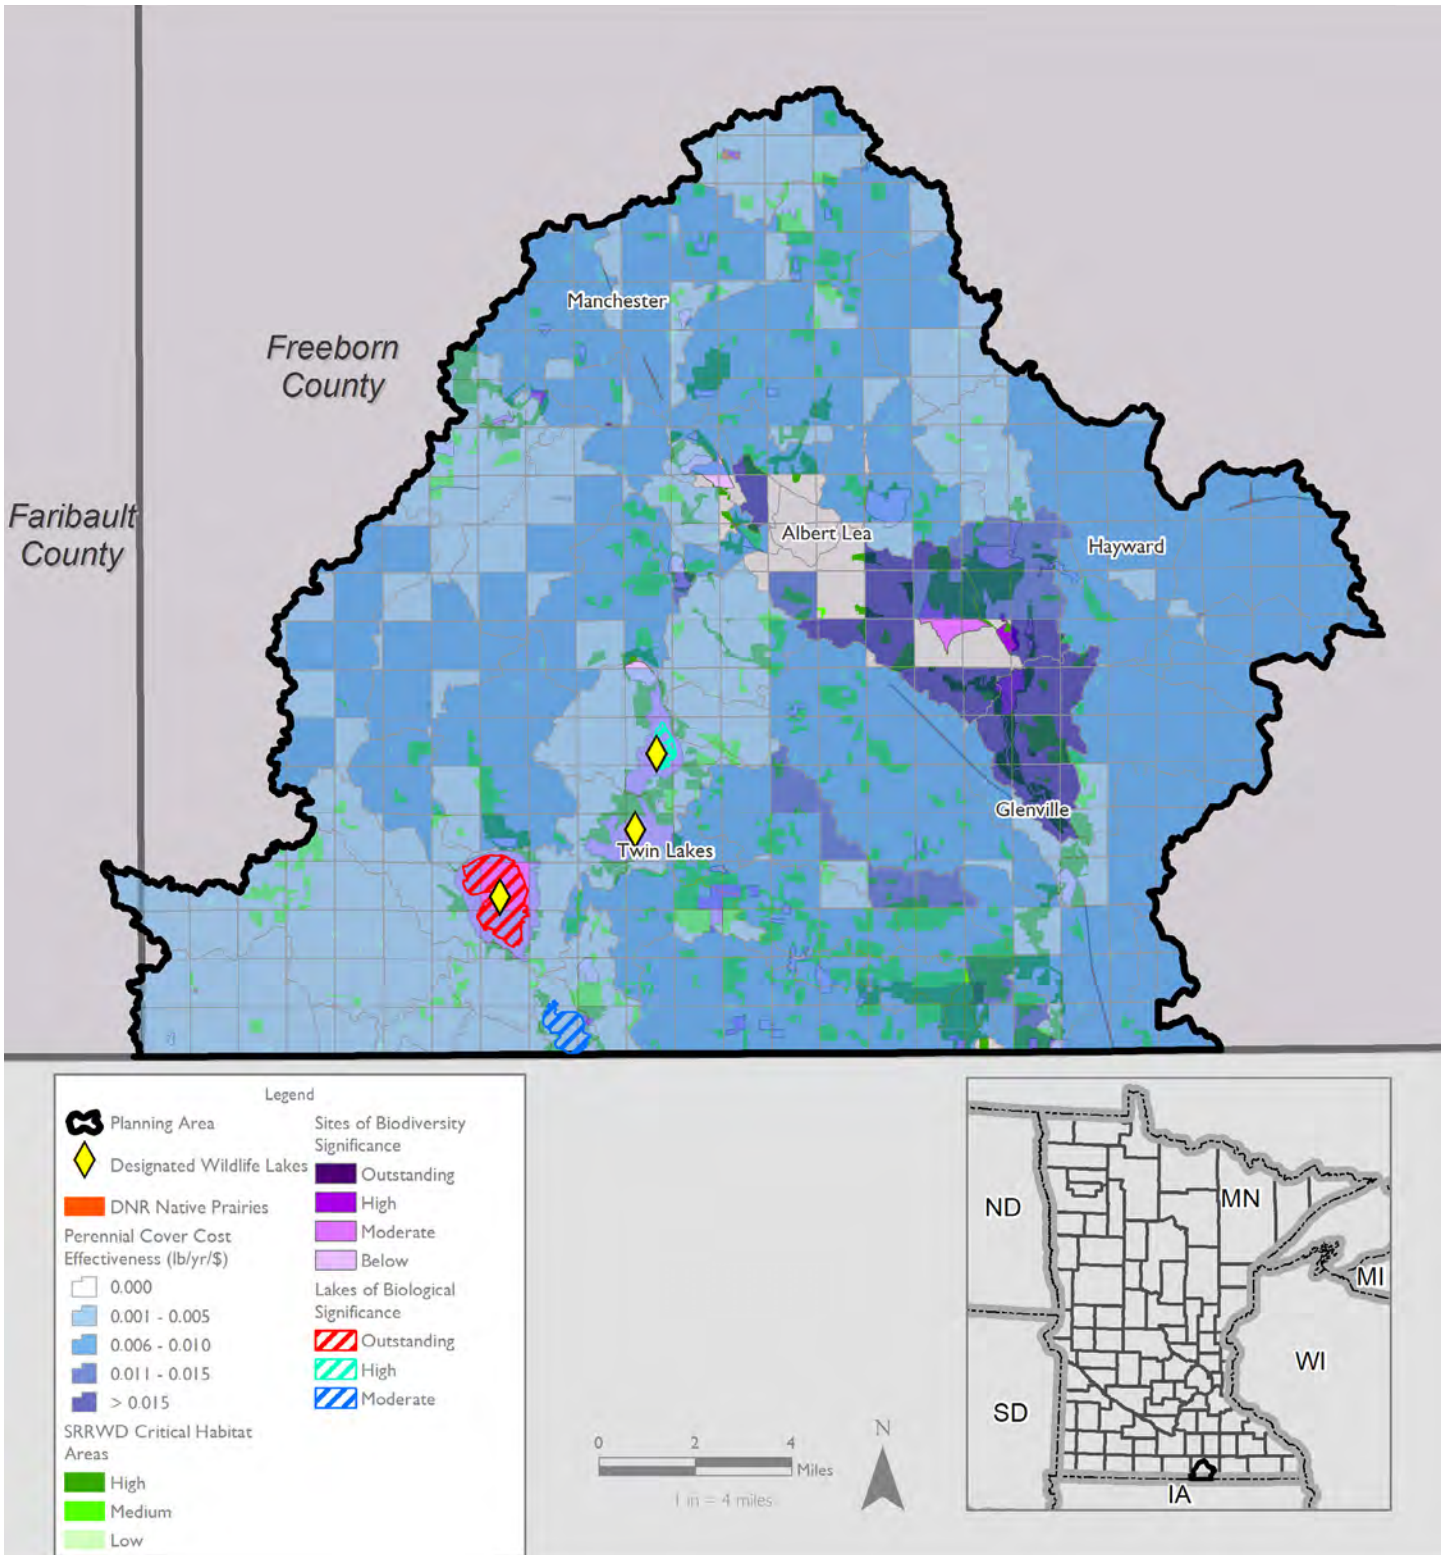 Manchester
Freeborn
County
Faribault
County
Albert Lea
Hayward
Glenville
Twin Lakes
Legend
Planning Area
Designated Wildlife Lakes
DNR Native Prairies
Perennial Cover Cost
Effectiveness (lb/yr/$)
0.000
0.001 - 0.005
0.006 - 0.010
0.011 - 0.015
> 0.015
SRRWD Critical Habitat
Areas
High
Medium
Low
Sites of Biodiversity
Significance
Outstanding
High
Moderate
Below
Lakes of Biological
Significance
Outstanding
High
Moderate
0 2 4
Miles
1 in = 4 miles
N
ND
MN
MI
WI
SD
IA